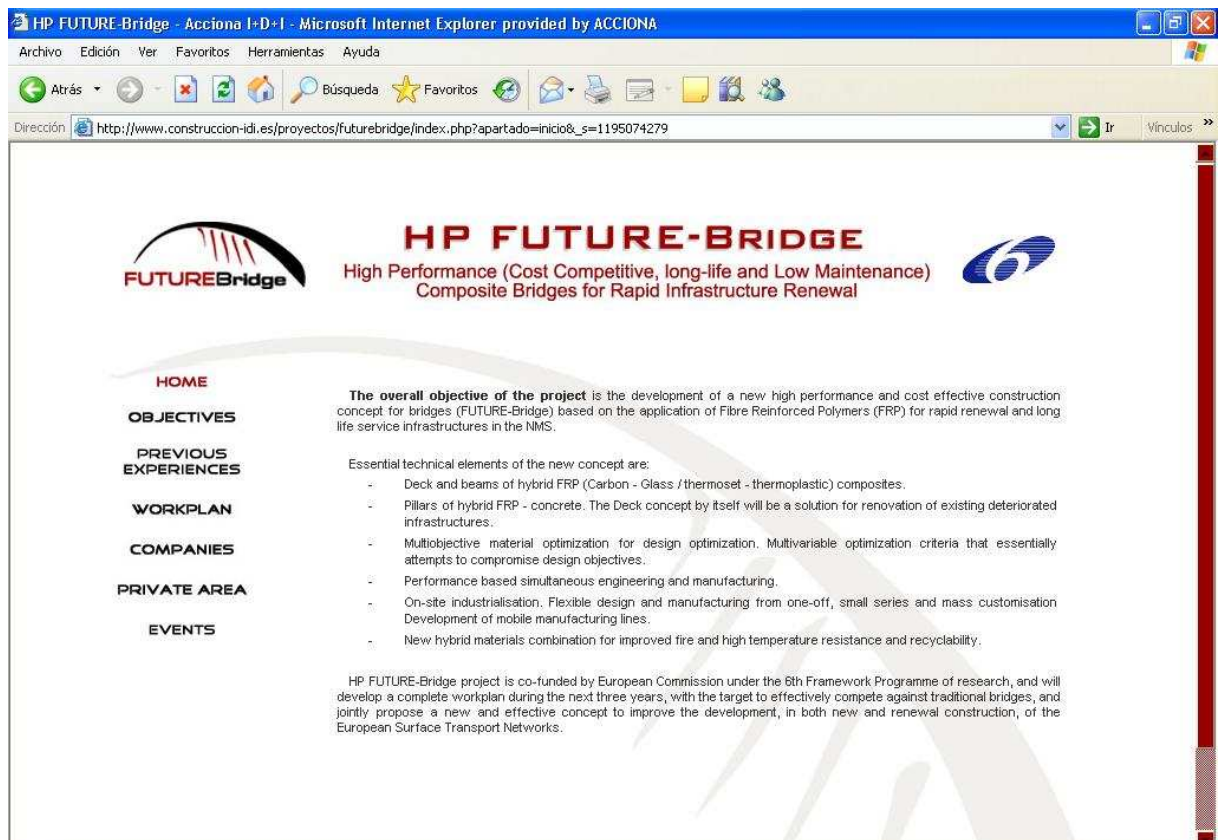 HP FUTURE-Bridge - Acciona I+D+I - Microsoft Internet Explorer provided by ACCIONA
Archivo Edición Ver Favoritos Herramientas Ayuda
Atrás Búsqueda Favoritos
Dirección http://www.construccion-idi.es/proyectos/futurebridge/index.php?apartado=inicio&_s=1195074279 Ir Vínculos »
HP FUTURE-BRIDGE
High Performance (Cost Competitive, long-life and Low Maintenance)
Composite Bridges for Rapid Infrastructure Renewal
FUTUREBridge
6
HOME
OBJECTIVES
PREVIOUS
EXPERIENCES
WORKPLAN
COMPANIES
PRIVATE AREA
EVENTS
The overall objective of the project is the development of a new high performance and cost effective construction
concept for bridges (FUTURE-Bridge) based on the application of Fibre Reinforced Polymers (FRP) for rapid renewal and long
life service infrastructures in the NMS.
Essential technical elements of the new concept are:
- Deck and beams of hybrid FRP (Carbon - Glass / thermoset - thermoplastic) composites.
- Pillars of hybrid FRP - concrete. The Deck concept by itself will be a solution for renovation of existing deteriorated
infrastructures.
- Multiobjective material optimization for design optimization. Multivariable optimization criteria that essentially
attempts to compromise design objectives.
- Performance based simultaneous engineering and manufacturing.
- On-site industrialisation. Flexible design and manufacturing from one-off, small series and mass customisation
Development of mobile manufacturing lines.
- New hybrid materials combination for improved fire and high temperature resistance and recyclability.
HP FUTURE-Bridge project is co-funded by European Commission under the 6th Framework Programme of research, and will
develop a complete workplan during the next three years, with the target to effectively compete against traditional bridges, and
jointly propose a new and effective concept to improve the development, in both new and renewal construction, of the
European Surface Transport Networks.